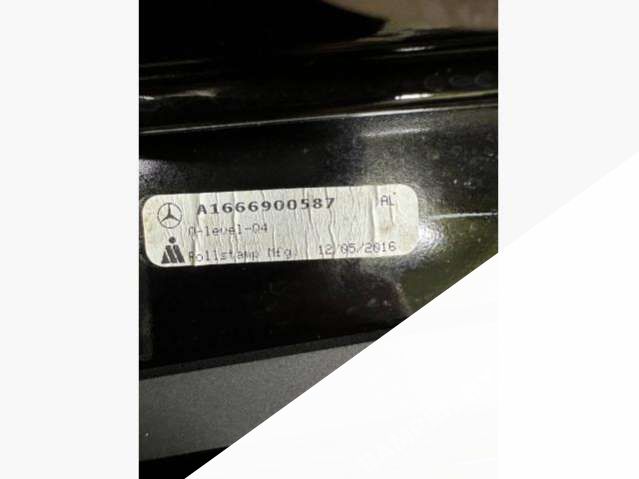 A1666900587 AL
Q-level-04
Rollstamp Mfg. 12/05/2016